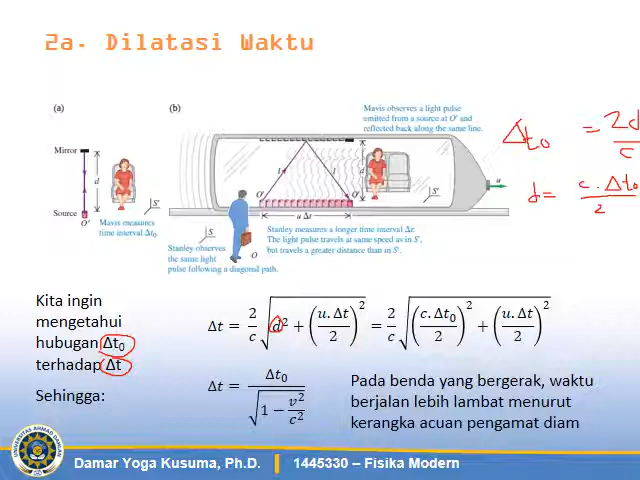 2a. Dilatasi Waktu
(a)
Mirror
d
Source
O'
S'
Mavis measures
time interval Δt₀.
(b)
Mavis observes a light pulse
emitted from a source at O' and
reflected back along the same line.
l
l
d
O'
O'
S'
u
u Δt
S
O
Stanley observes
the same light
pulse following a diagonal path.
Stanley measures a longer time interval Δt:
The light pulse travels at same speed as in S',
but travels a greater distance than in S'.
Δt₀ = 2d/c
d = c.Δt₀/2
Kita ingin
mengetahui
hubugan Δt₀
terhadap Δt
Sehingga:
Δt = 2/c √(d² + (u.Δt/2)²) = 2/c √((c.Δt₀/2)² + (u.Δt/2)²)
Δt = Δt₀/√(1 − v²/c²)
Pada benda yang bergerak, waktu
berjalan lebih lambat menurut
kerangka acuan pengamat diam
UNIVERSITAS AHMAD DAHLAN
Damar Yoga Kusuma, Ph.D. | 1445330 – Fisika Modern